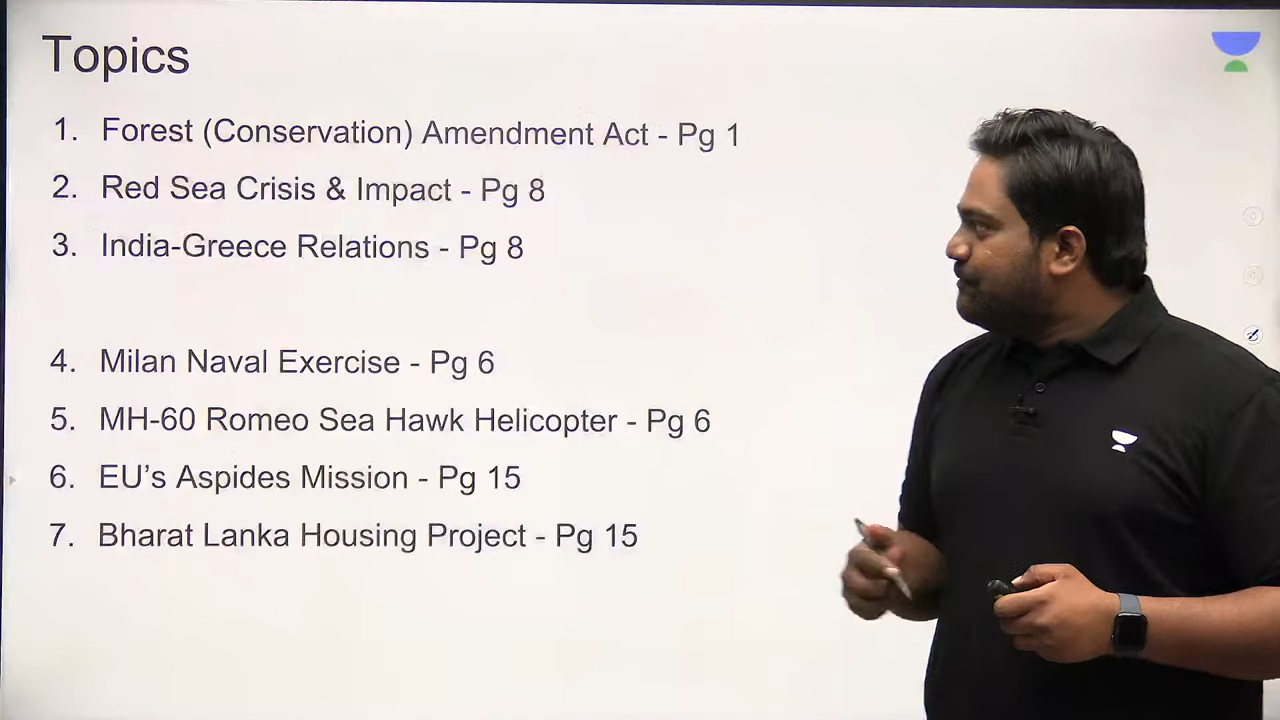 Topics
1. Forest (Conservation) Amendment Act - Pg 1
2. Red Sea Crisis & Impact - Pg 8
3. India-Greece Relations - Pg 8
4. Milan Naval Exercise - Pg 6
5. MH-60 Romeo Sea Hawk Helicopter - Pg 6
6. EU’s Aspides Mission - Pg 15
7. Bharat Lanka Housing Project - Pg 15